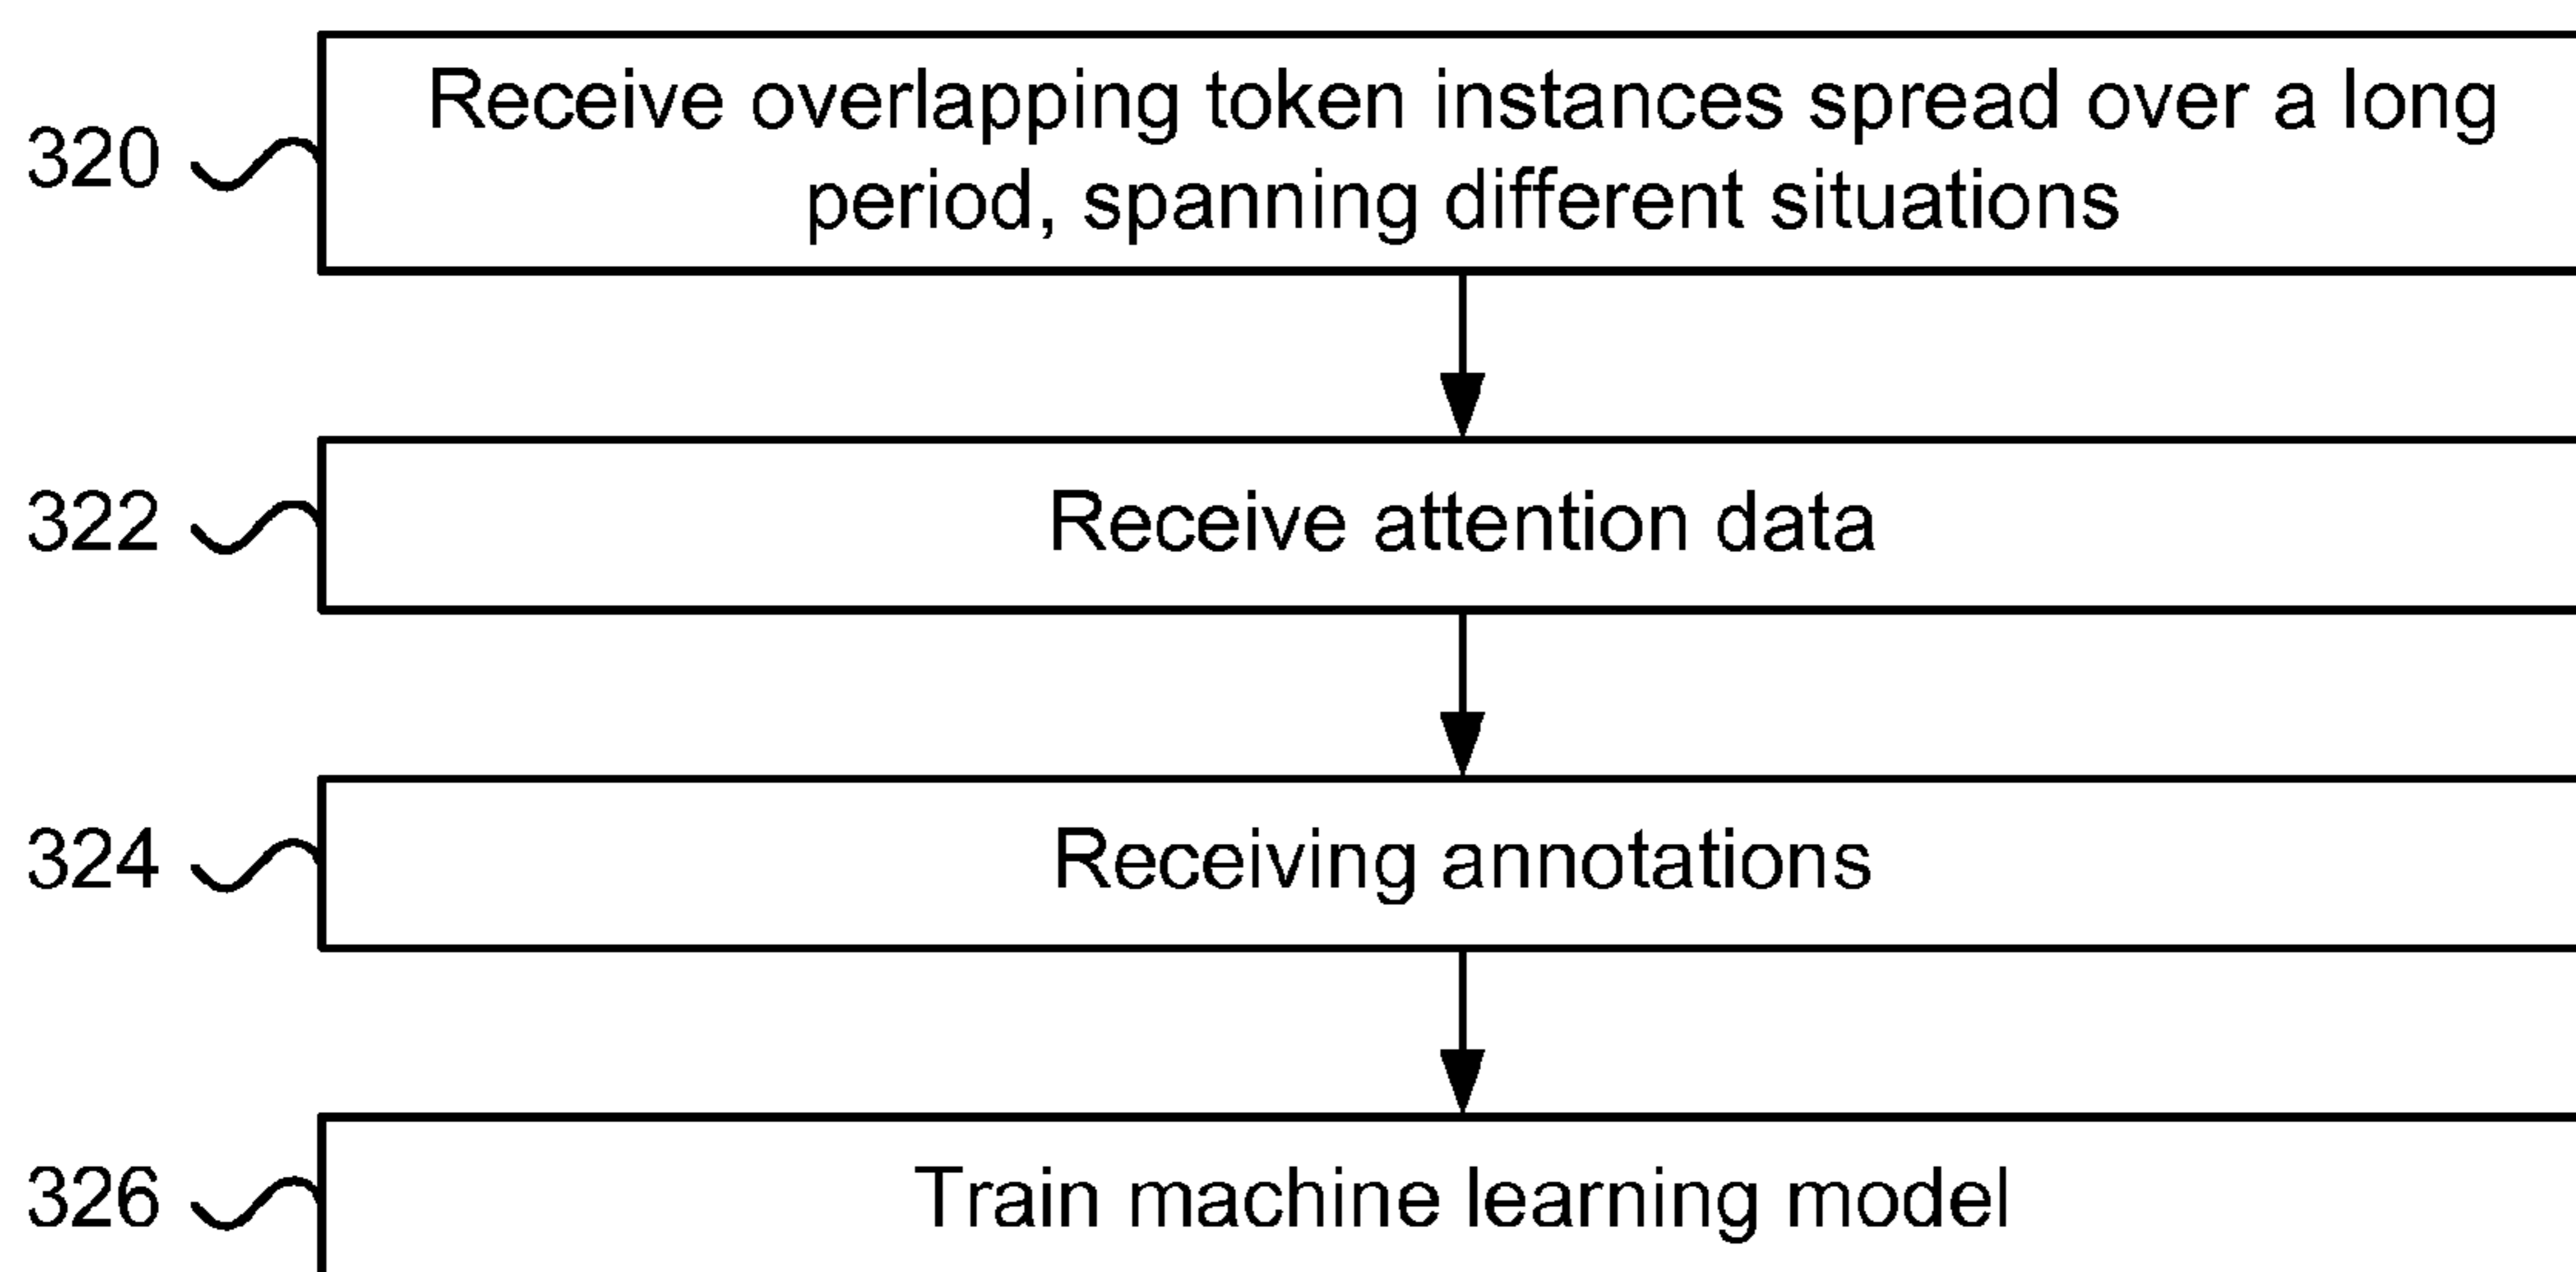 320
Receive overlapping token instances spread over a long
period, spanning different situations
322
Receive attention data
324
Receiving annotations
326
Train machine learning model